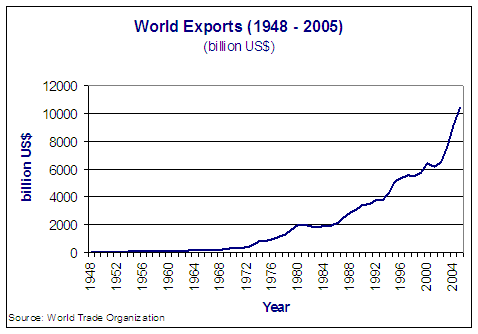 World Exports (1948 - 2005)
(billion US$)
12000
10000
8000
6000
4000
2000
0
billion US$
1948 1952 1956 1960 1964 1968 1972 1976 1980 1984 1988 1992 1996 2000 2004
Year
Source: World Trade Organization